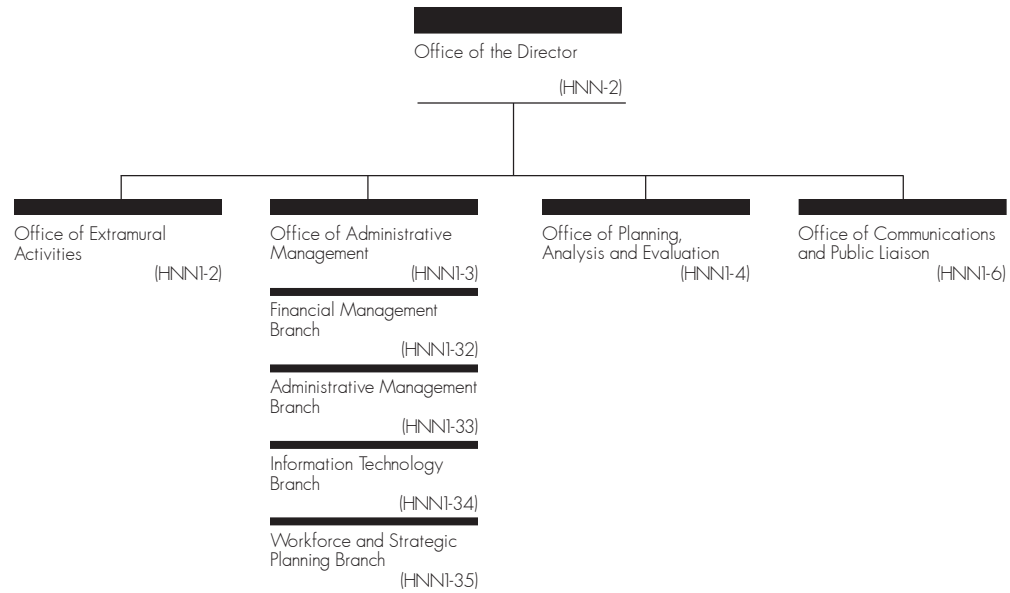 Office of the Director
(HNN-2)
Office of Extramural
Activities
(HNN1-2)
Office of Administrative
Management
(HNN1-3)
Financial Management
Branch
(HNN1-32)
Administrative Management
Branch
(HNN1-33)
Information Technology
Branch
(HNN1-34)
Workforce and Strategic
Planning Branch
(HNN1-35)
Office of Planning,
Analysis and Evaluation
(HNN1-4)
Office of Communications
and Public Liaison
(HNN1-6)